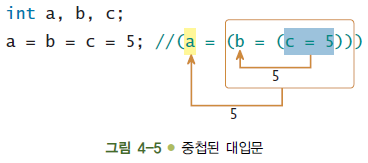 int a, b, c;
a = b = c = 5; //(a = (b = (c = 5)))
5
5
그림 4-5 ● 중첩된 대입문